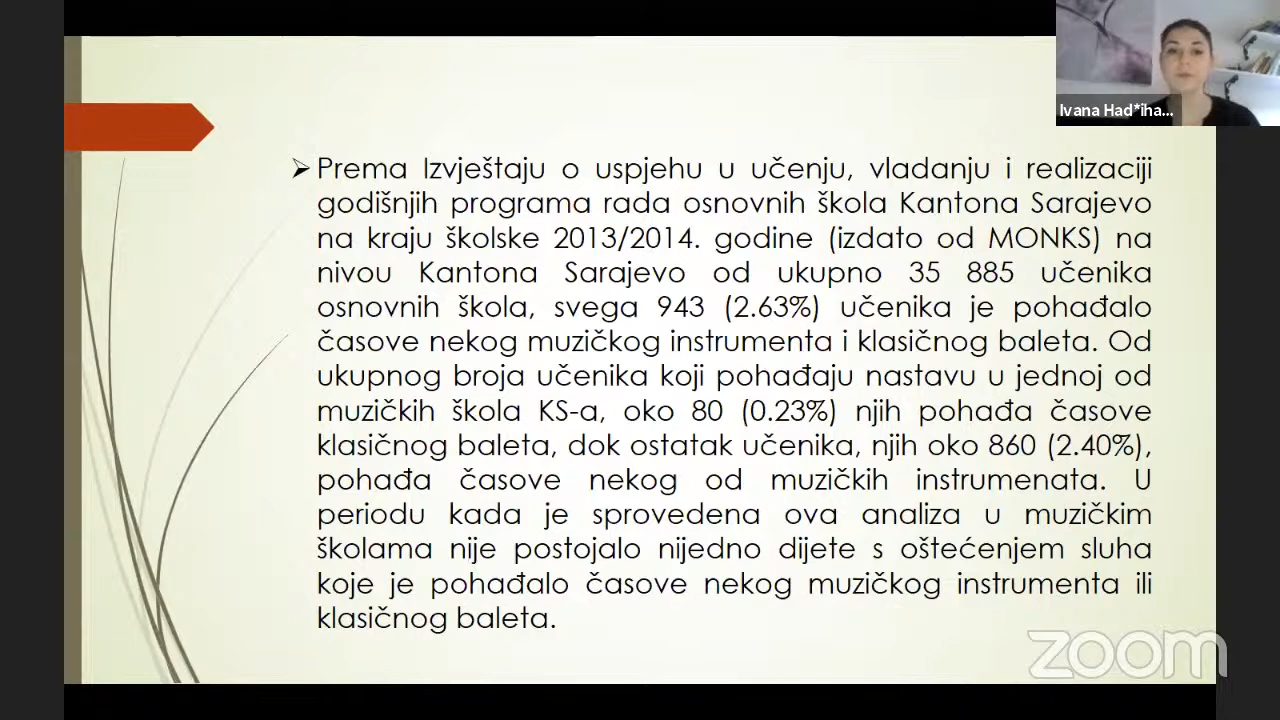 Ivana Had*iha...
➢ Prema Izvještaju o uspjehu u učenju, vladanju i realizaciji
godišnjih programa rada osnovnih škola Kantona Sarajevo
na kraju školske 2013/2014. godine (izdato od MONKS) na
nivou Kantona Sarajevo od ukupno 35 885 učenika
osnovnih škola, svega 943 (2.63%) učenika je pohađalo
časove nekog muzičkog instrumenta i klasičnog baleta. Od
ukupnog broja učenika koji pohađaju nastavu u jednoj od
muzičkih škola KS-a, oko 80 (0.23%) njih pohađa časove
klasičnog baleta, dok ostatak učenika, njih oko 860 (2.40%),
pohađa časove nekog od muzičkih instrumenata. U
periodu kada je sprovedena ova analiza u muzičkim
školama nije postojalo nijedno dijete s oštećenjem sluha
koje je pohađalo časove nekog muzičkog instrumenta ili
klasičnog baleta.
zoom